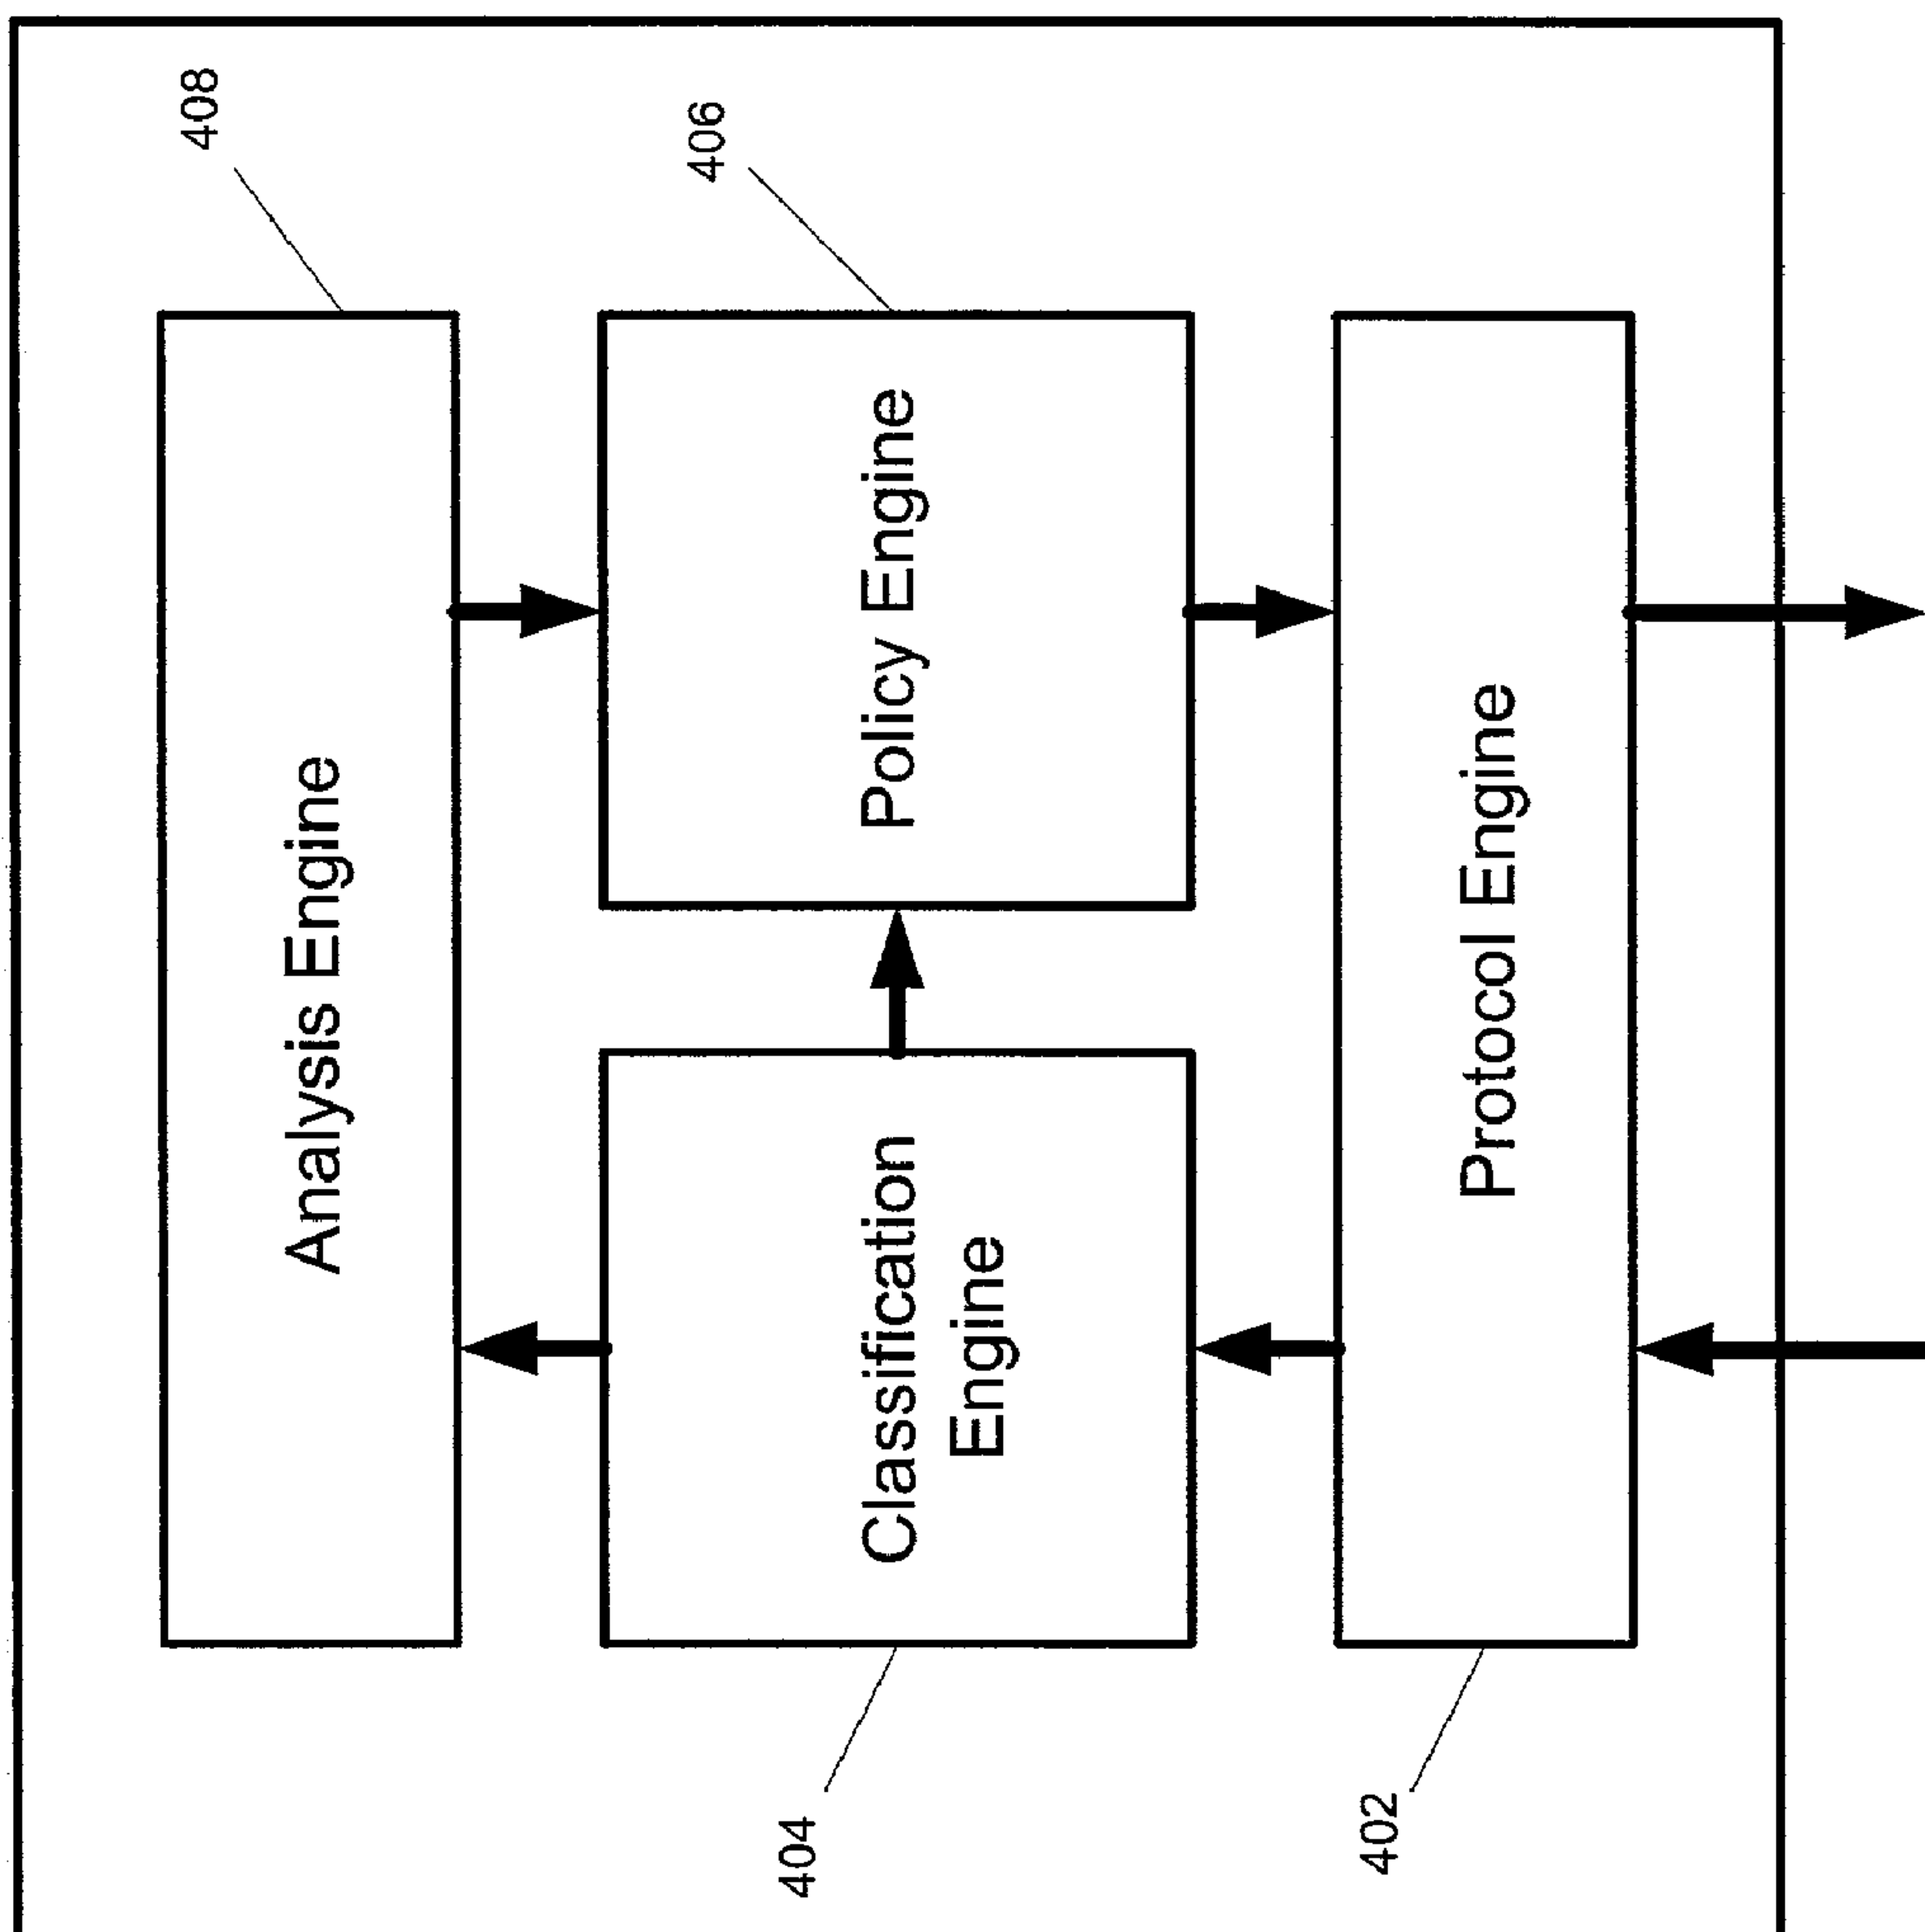 408
Analysis Engine
406
Policy Engine
Classification
Engine
404
Protocol Engine
402